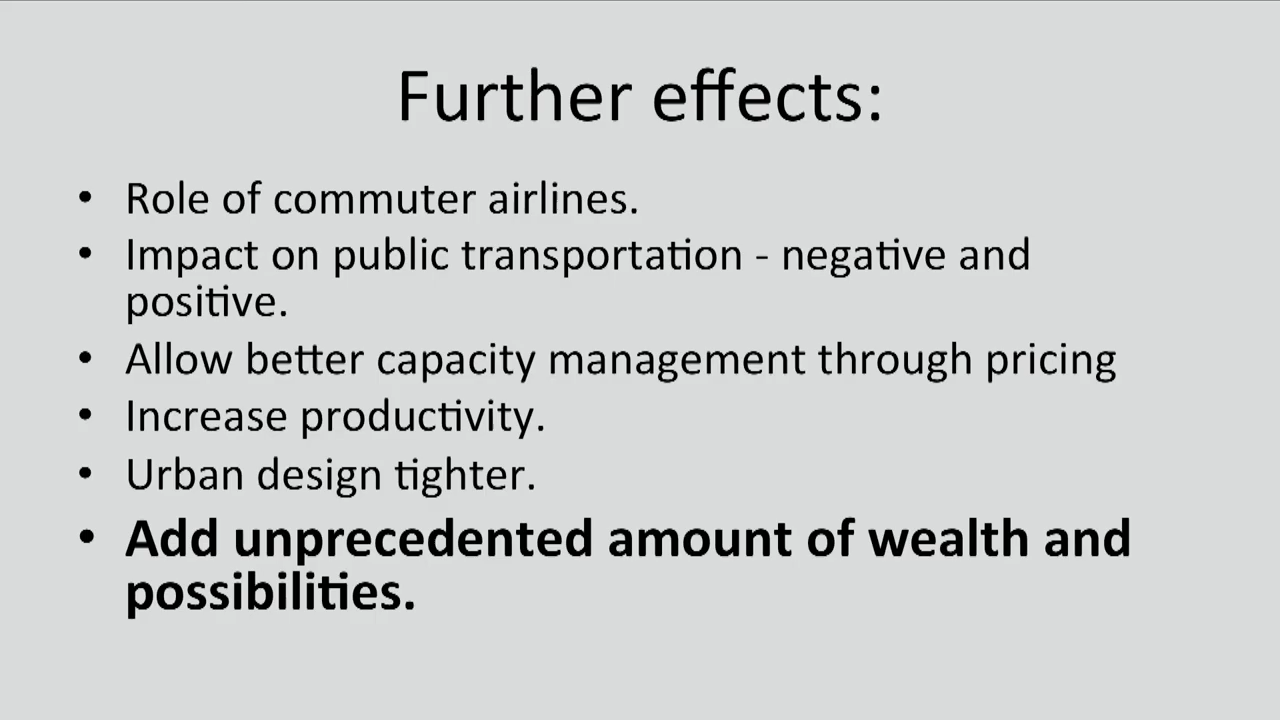 Further effects:
• Role of commuter airlines.
• Impact on public transportation - negative and
positive.
• Allow better capacity management through pricing
• Increase productivity.
• Urban design tighter.
• Add unprecedented amount of wealth and
possibilities.